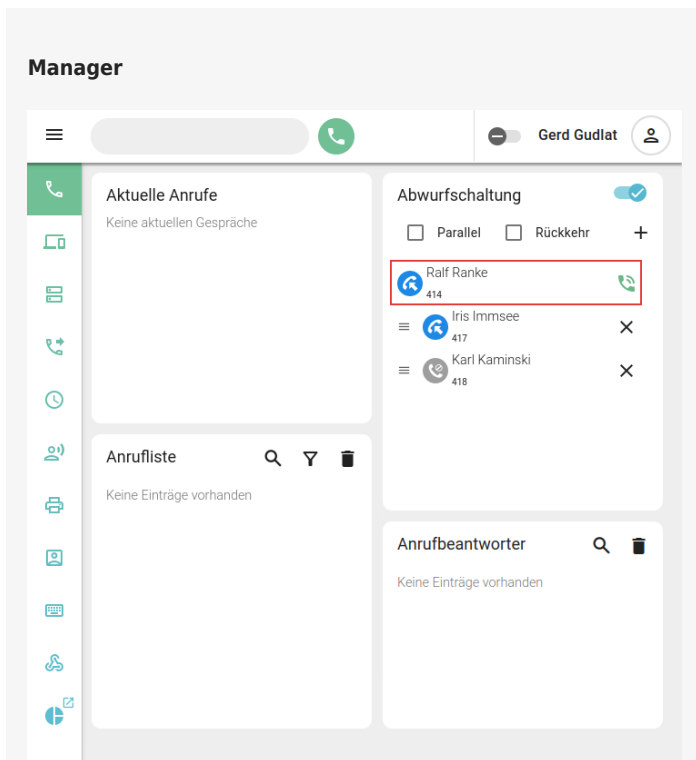 Manager
Gerd Gudlat
Aktuelle Anrufe
Keine aktuellen Gespräche
Abwurfschaltung
Parallel
Rückkehr
Ralf Ranke
414
Iris Immsee
417
Karl Kaminski
418
Anrufliste
Keine Einträge vorhanden
Anrufbeantworter
Keine Einträge vorhanden